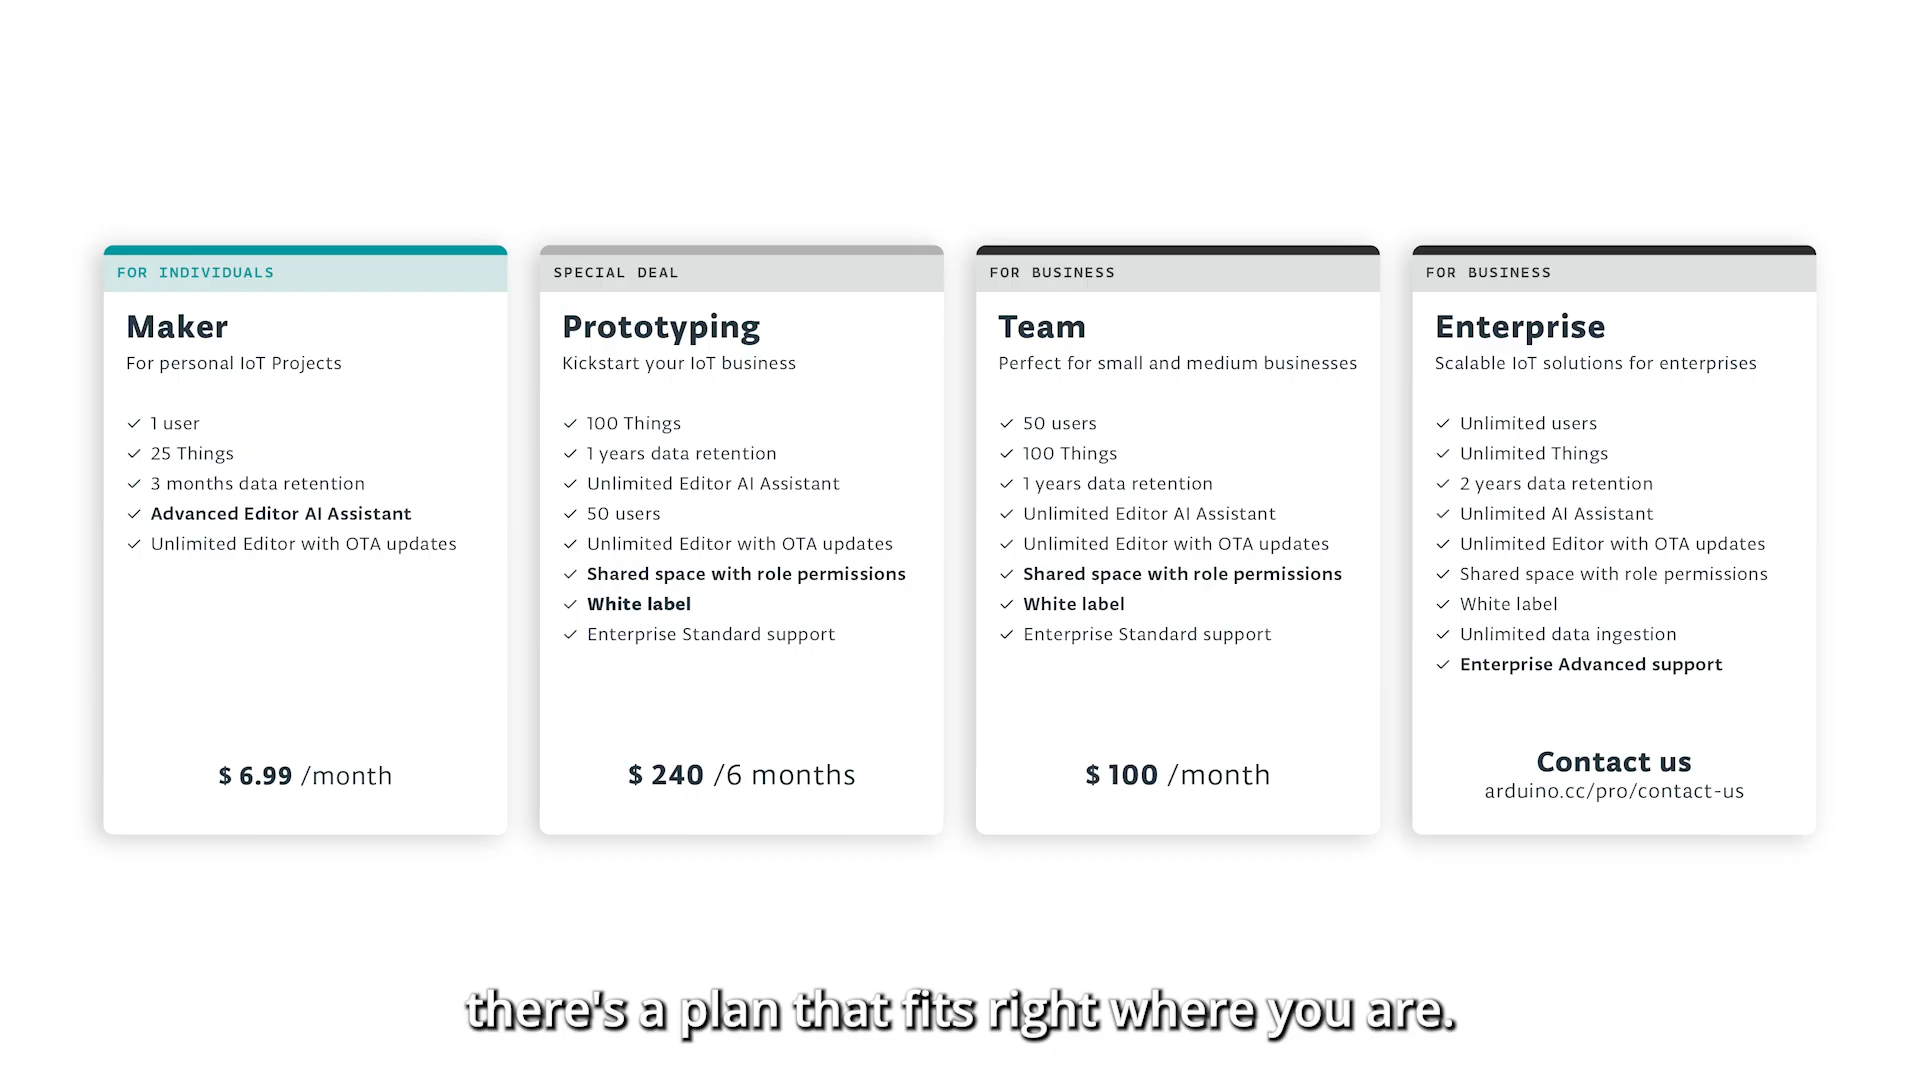 FOR INDIVIDUALS
Maker
For personal IoT Projects
1 user
25 Things
3 months data retention
Advanced Editor AI Assistant
Unlimited Editor with OTA updates
$ 6.99 /month
SPECIAL DEAL
Prototyping
Kickstart your IoT business
100 Things
1 years data retention
Unlimited Editor AI Assistant
50 users
Unlimited Editor with OTA updates
Shared space with role permissions
White label
Enterprise Standard support
$ 240 /6 months
FOR BUSINESS
Team
Perfect for small and medium businesses
50 users
100 Things
1 years data retention
Unlimited Editor AI Assistant
Unlimited Editor with OTA updates
Shared space with role permissions
White label
Enterprise Standard support
$ 100 /month
FOR BUSINESS
Enterprise
Scalable IoT solutions for enterprises
Unlimited users
Unlimited Things
2 years data retention
Unlimited AI Assistant
Unlimited Editor with OTA updates
Shared space with role permissions
White label
Unlimited data ingestion
Enterprise Advanced support
Contact us
arduino.cc/pro/contact-us
there's a plan that fits right where you are.